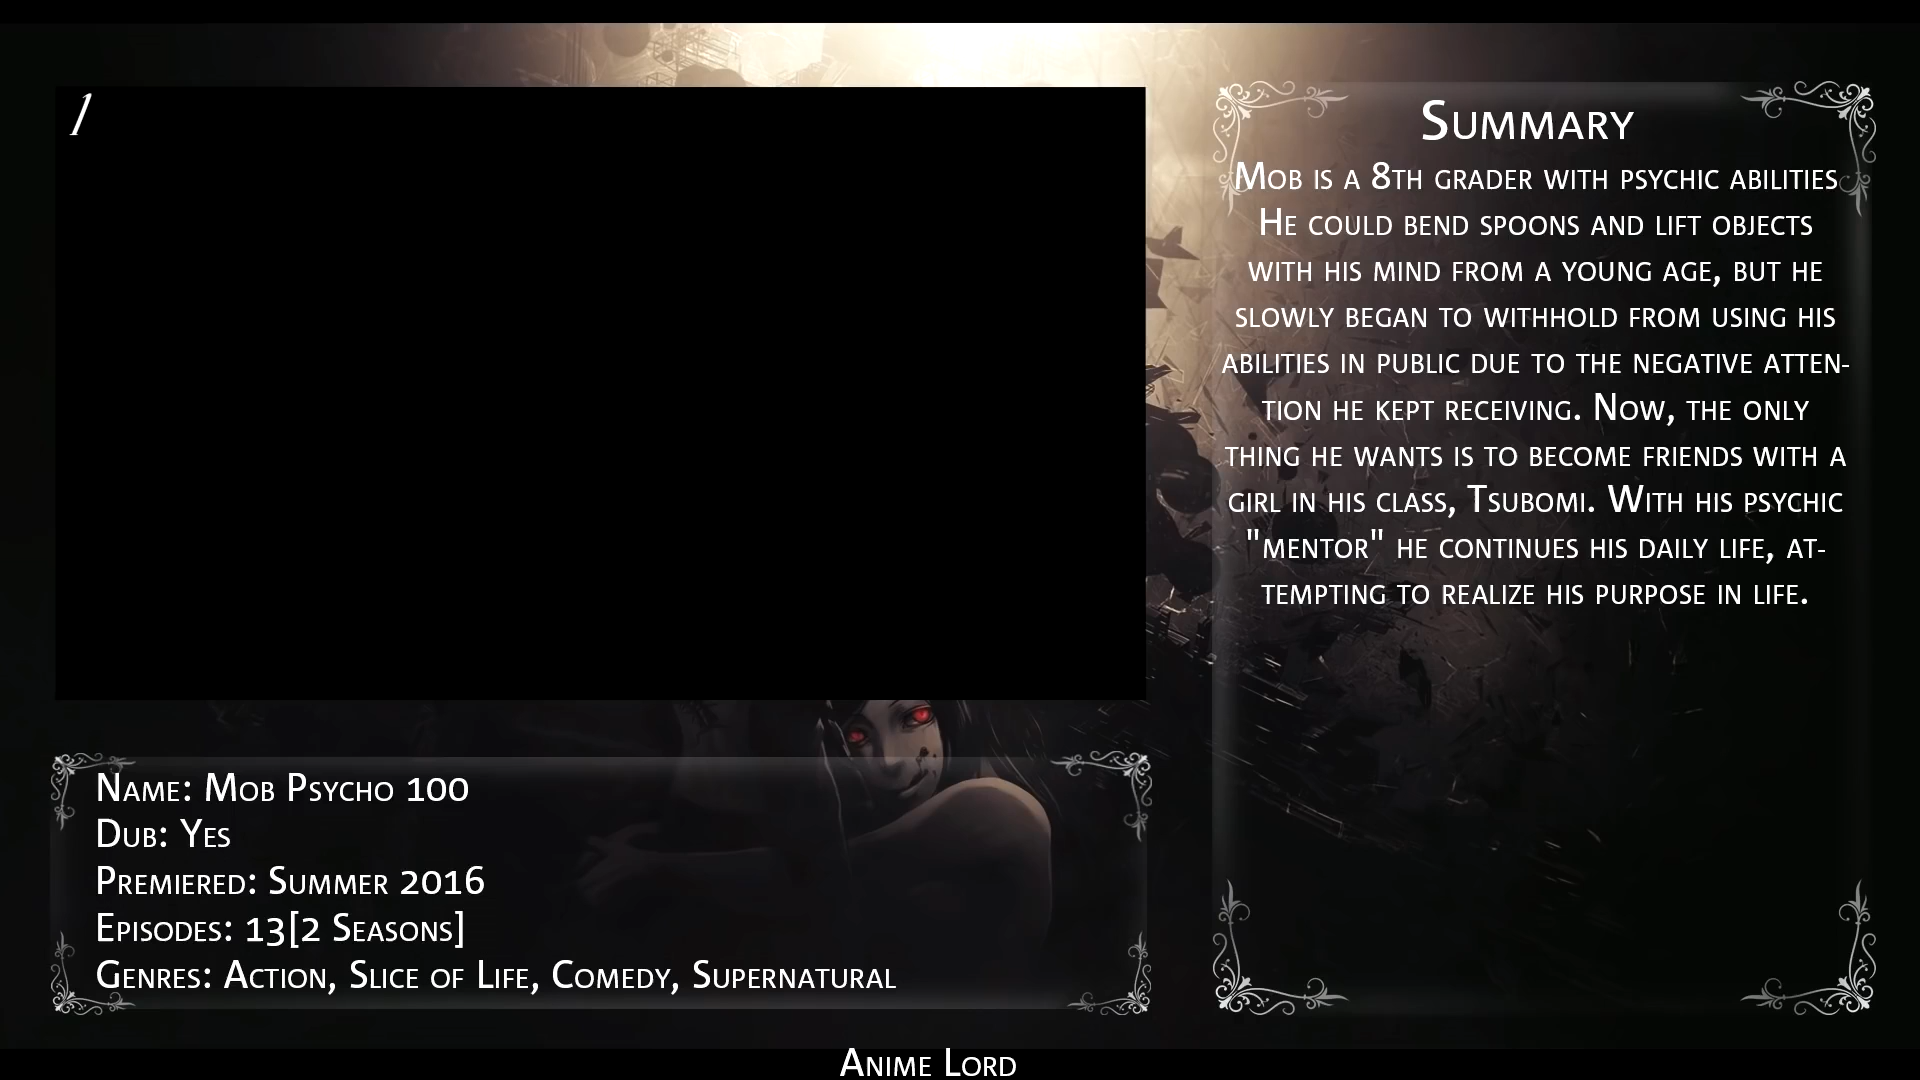 1
Summary
Mob is a 8th grader with psychic abilities
He could bend spoons and lift objects
with his mind from a young age, but he
slowly began to withhold from using his
abilities in public due to the negative atten-
tion he kept receiving. Now, the only
thing he wants is to become friends with a
girl in his class, Tsubomi. With his psychic
"mentor" he continues his daily life, at-
tempting to realize his purpose in life.
Name: Mob Psycho 100
Dub: Yes
Premiered: Summer 2016
Episodes: 13[2 Seasons]
Genres: Action, Slice of Life, Comedy, Supernatural
Anime Lord